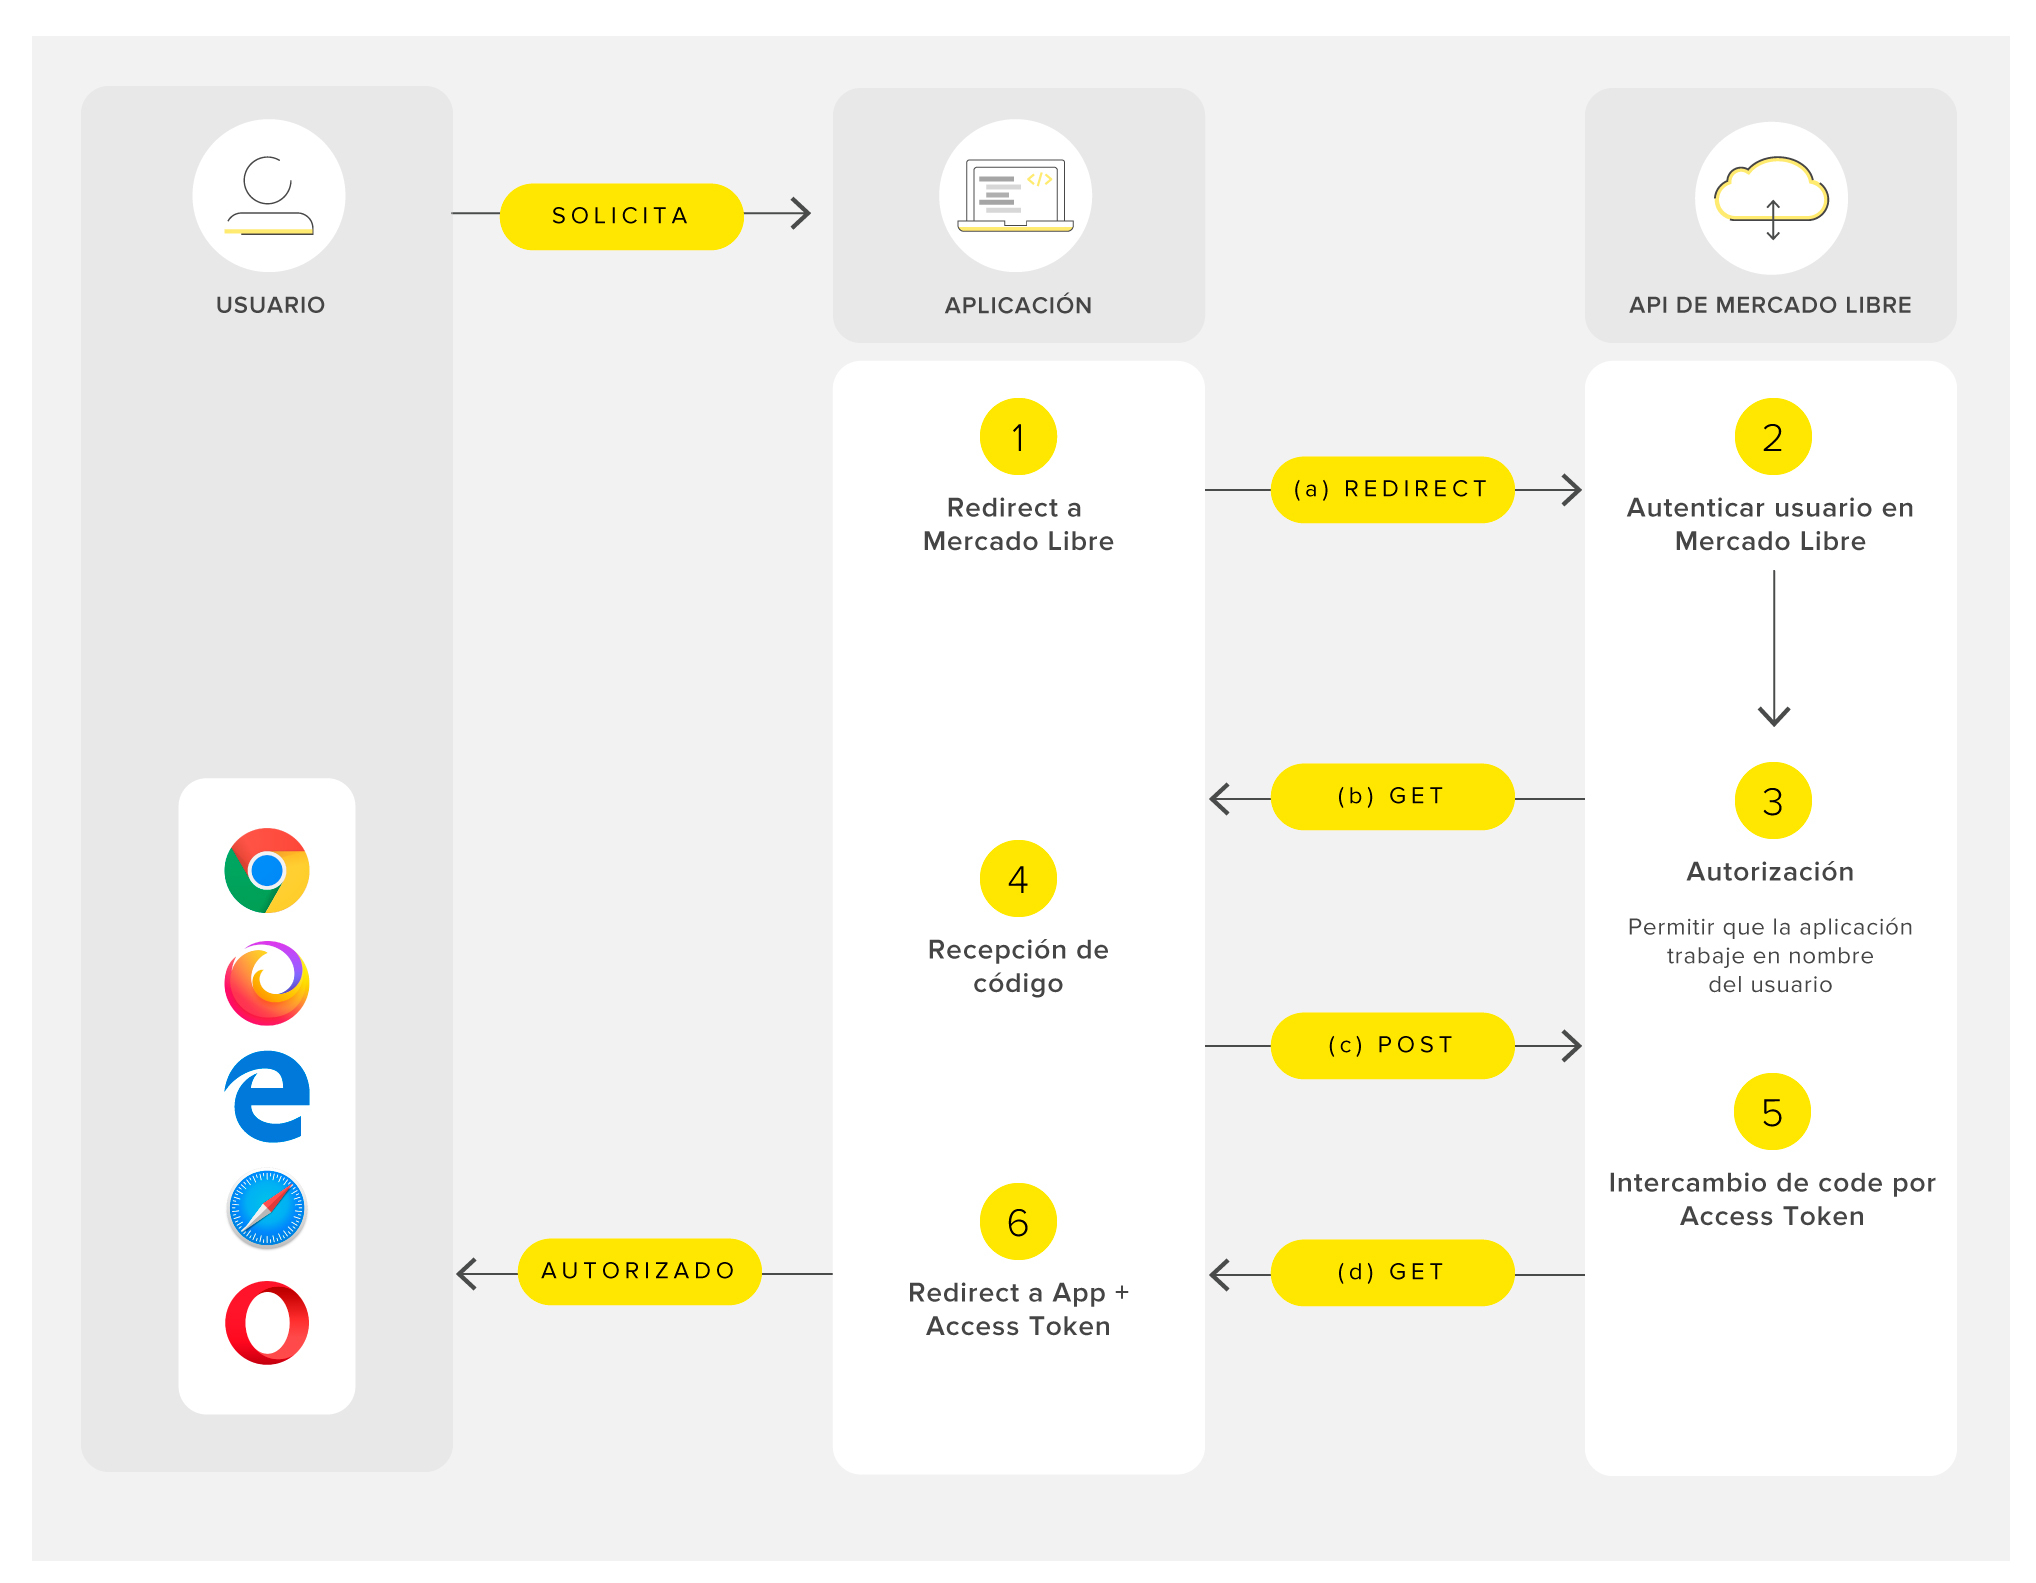 SOLICITA
USUARIO
APLICACIÓN
API DE MERCADO LIBRE
1
Redirect a
Mercado Libre
(a) REDIRECT
2
Autenticar usuario en
Mercado Libre
(b) GET
3
Autorización
Permitir que la aplicación
trabaje en nombre
del usuario
4
Recepción de
código
(c) POST
5
Intercambio de code por
Access Token
6
Redirect a App +
Access Token
(d) GET
AUTORIZADO